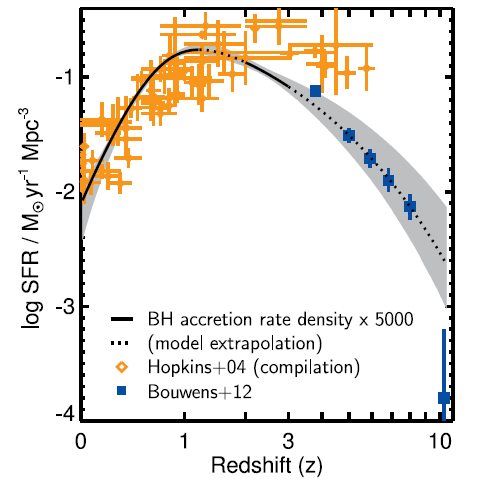 log SFR / M⊙yr-1 Mpc-3
-1
-2
-3
-4
BH accretion rate density x 5000
(model extrapolation)
Hopkins+04 (compilation)
Bouwens+12
0 1 3 10
Redshift (z)